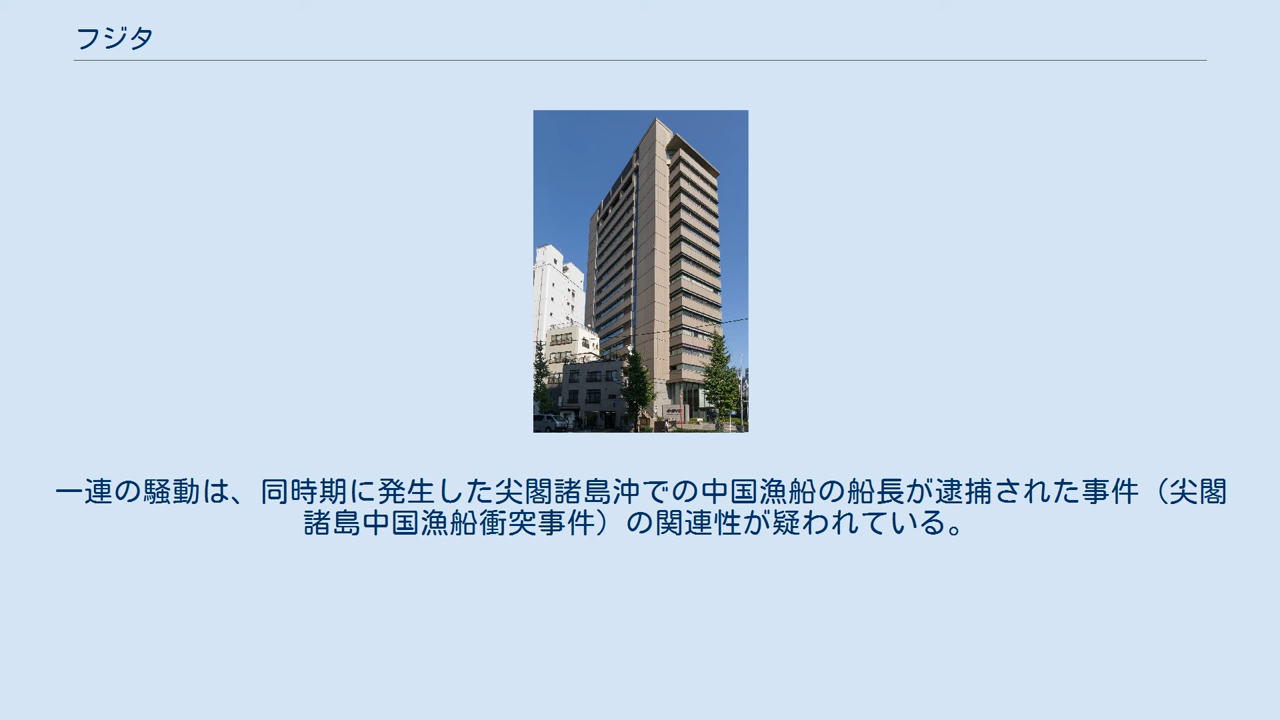 フジタ
一連の騒動は、同時期に発生した尖閣諸島沖での中国漁船の船長が逮捕された事件（尖閣
諸島中国漁船衝突事件）の関連性が疑われている。